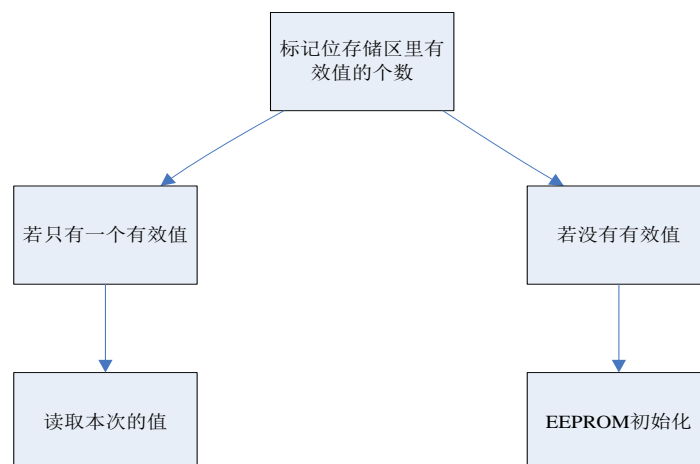 标记位存储区里有
效值的个数
若只有一个有效值
若没有有效值
读取本次的值
EEPROM初始化